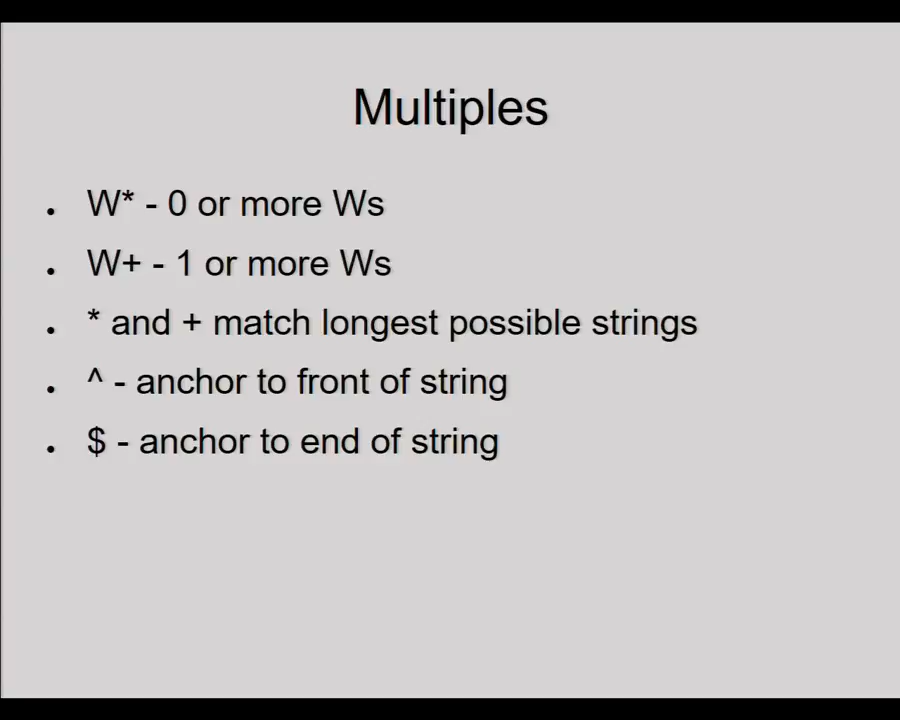 Multiples
• W* - 0 or more Ws
• W+ - 1 or more Ws
• * and + match longest possible strings
• ^ - anchor to front of string
• $ - anchor to end of string